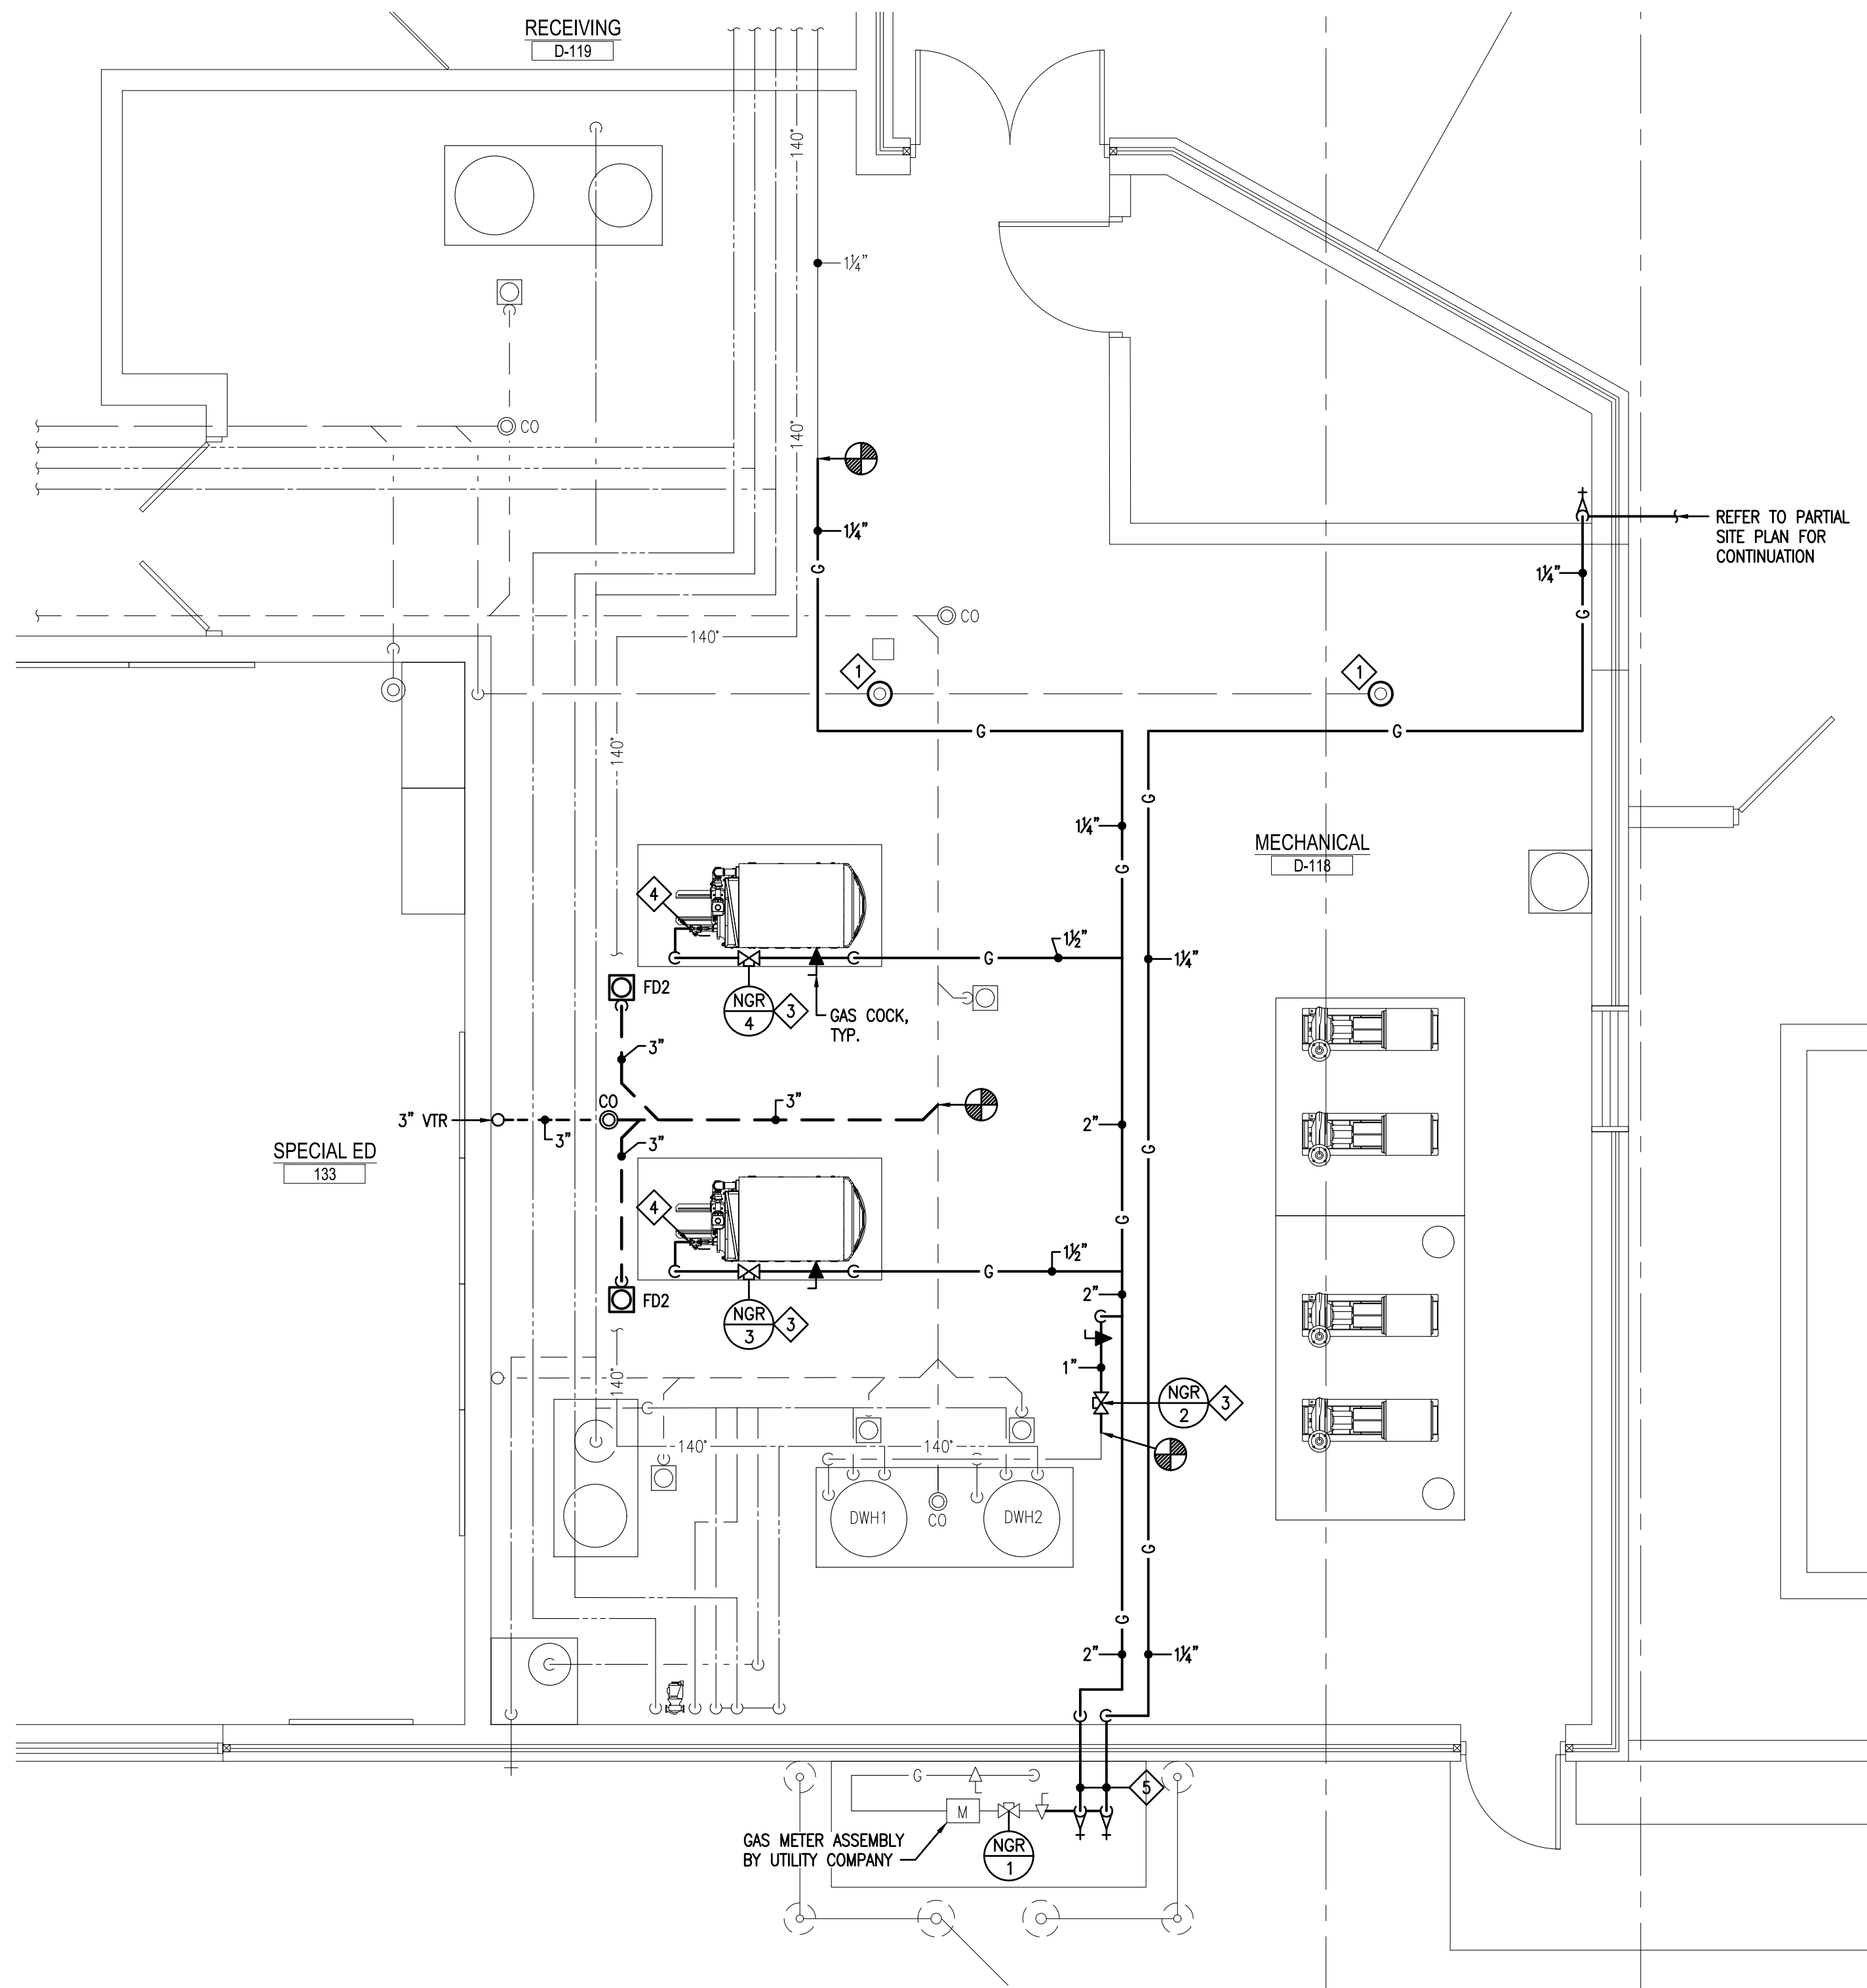 RECEIVING
D-119
140°
1¼"
CO
140°
1¼"
G
REFER TO PARTIAL
SITE PLAN FOR
CONTINUATION
1¼"
G
CO
140°
1
1
G
G
140°
G
1¼"
MECHANICAL
D-118
G
4
1½"
G
1¼"
FD2
NGR
4
3
GAS COCK,
TYP.
3"
3"
CO
3" VTR
3"
3"
2"
G
SPECIAL ED
133
4
G
1½"
G
2"
FD2
NGR
3
3
1"
140°
NGR
2
3
140°
140°
DWH1
CO
DWH2
G
G
2"
1¼"
G
5
M
GAS METER ASSEMBLY
BY UTILITY COMPANY
NGR
1